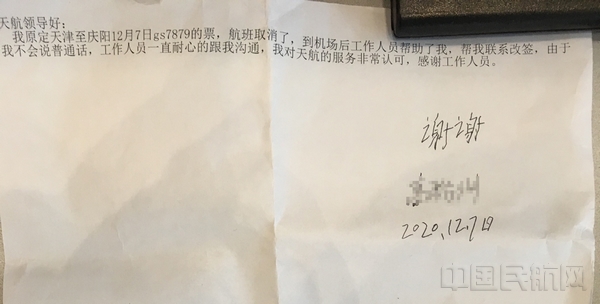 天航领导好：
我原定天津至庆阳12月7日gs7879的票，航班取消了，到机场后工作人员帮助了我，帮我联系改签，由于
我不会说普通话，工作人员一直耐心的跟我沟通，我对天航的服务非常认可，感谢工作人员。
谢谢
2020.12.7日
中国民航网